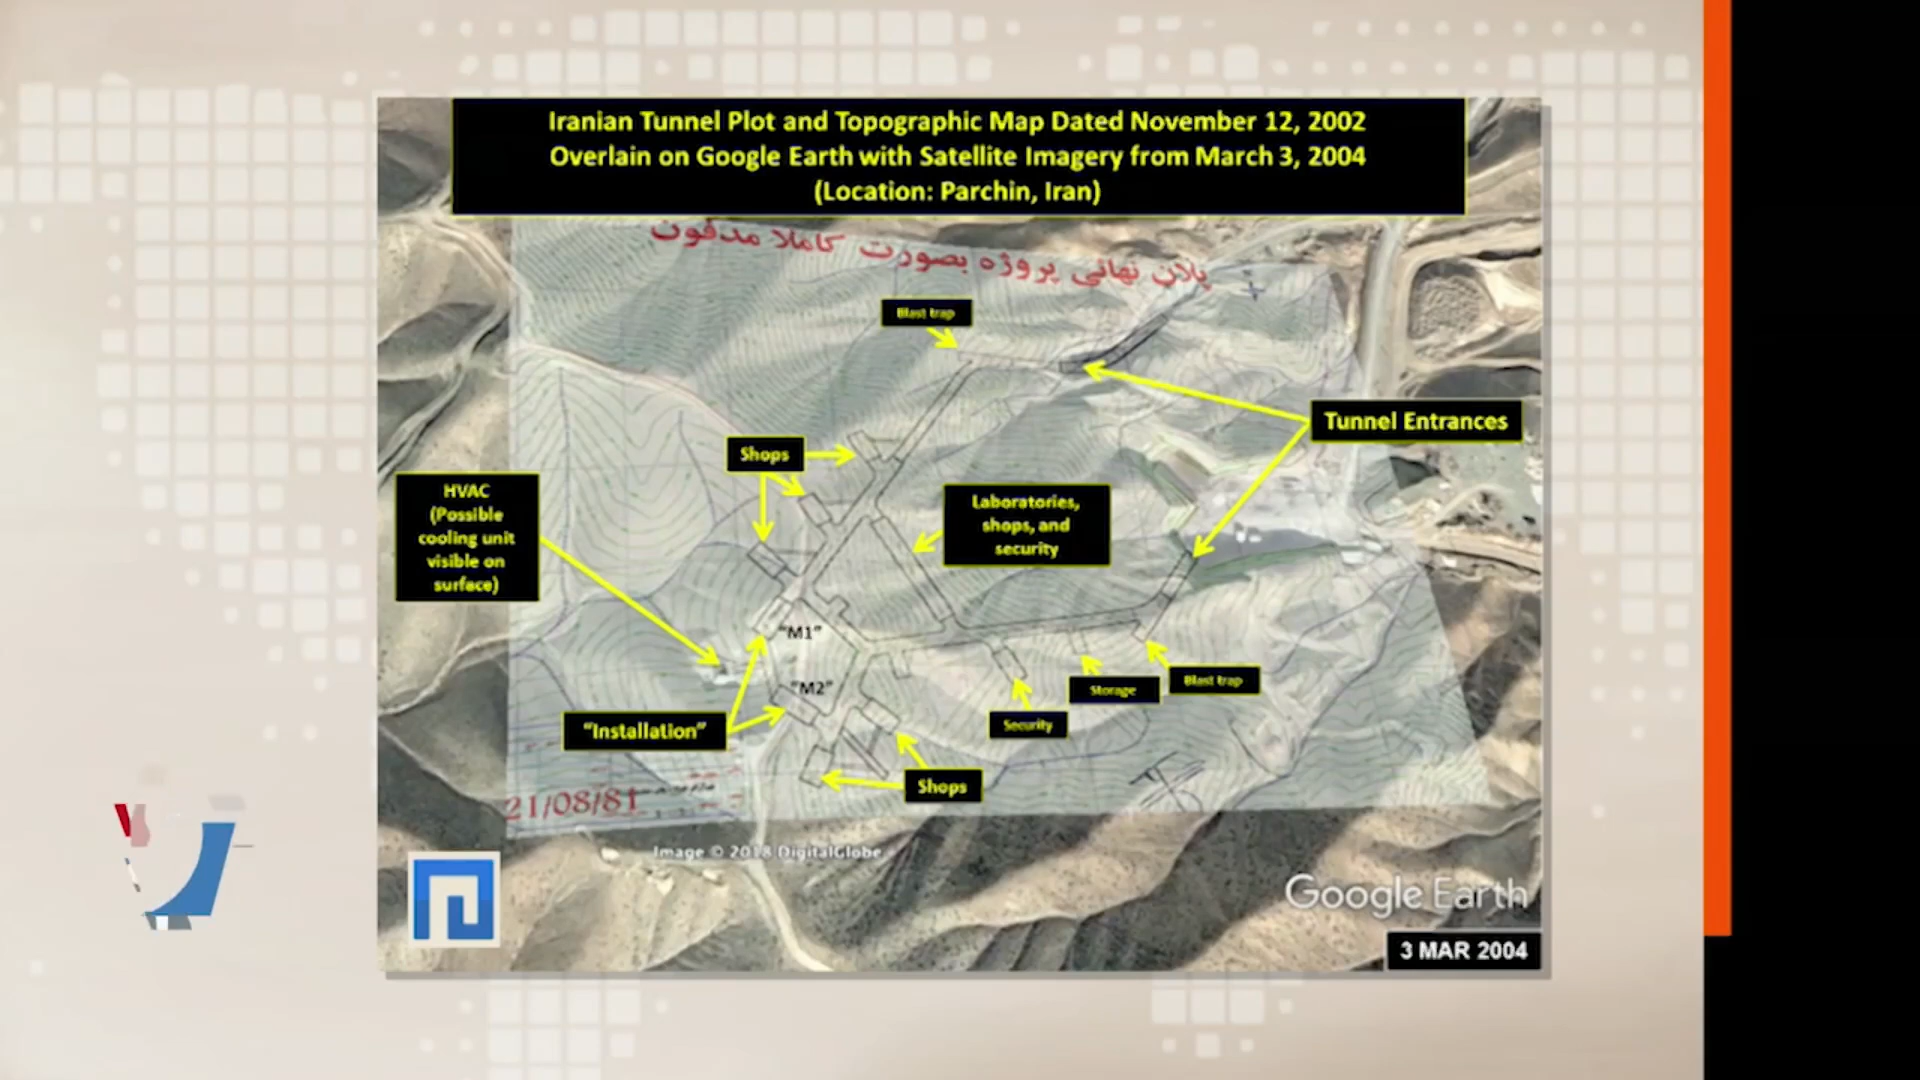 Iranian Tunnel Plot and Topographic Map Dated November 12, 2002
Overlain on Google Earth with Satellite Imagery from March 3, 2004
(Location: Parchin, Iran)
پلان نهائی پروژه بصورت کاملا مدفون
Blast trap
Tunnel Entrances
Shops
HVAC
(Possible
cooling unit
visible on
surface)
Laboratories,
shops, and
security
"M1"
"M2"
Storage
Blast trap
Security
"Installation"
Shops
21/08/81
Image © 2018 DigitalGlobe
Google Earth
3 MAR 2004